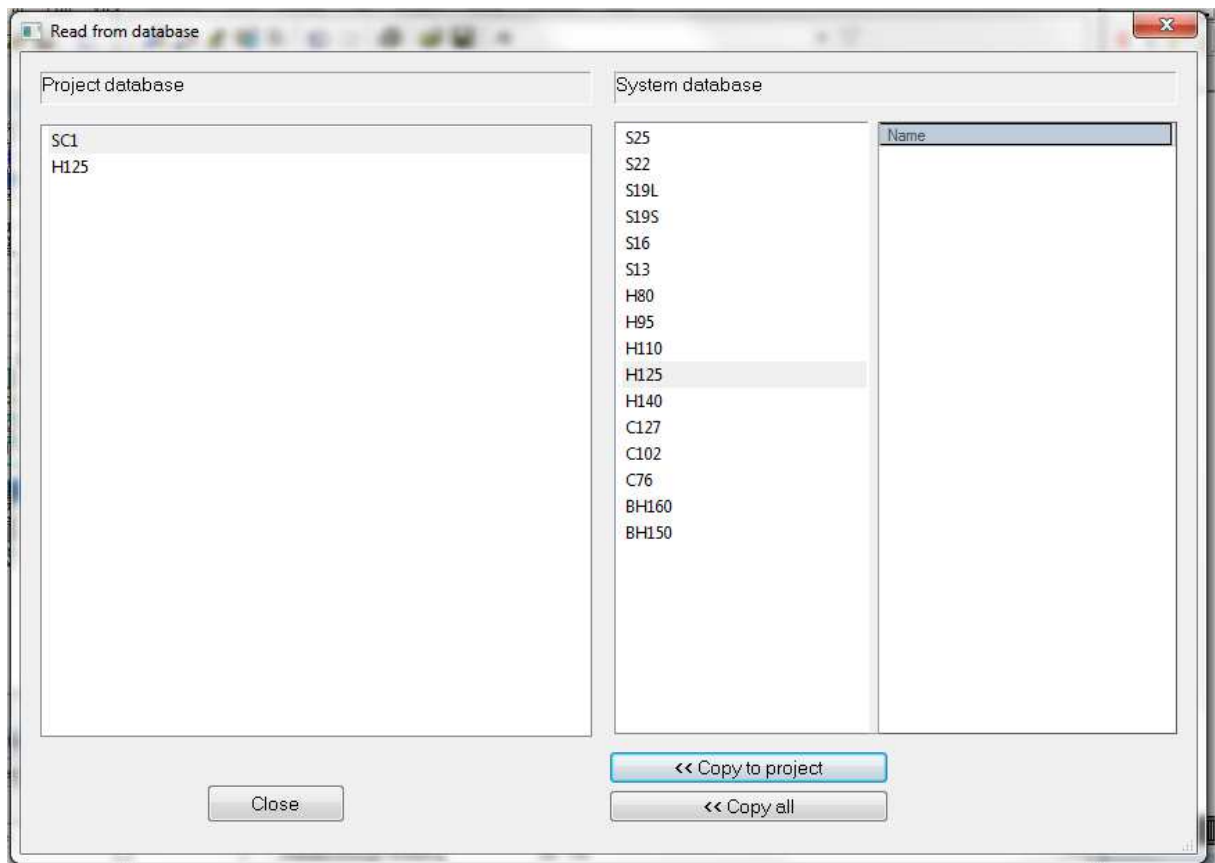 Read from database
Project database
SC1
H125
System database
S25
S22
S19L
S19S
S16
S13
H80
H95
H110
H125
H140
C127
C102
C76
BH160
BH150
Name
<< Copy to project
<< Copy all
Close